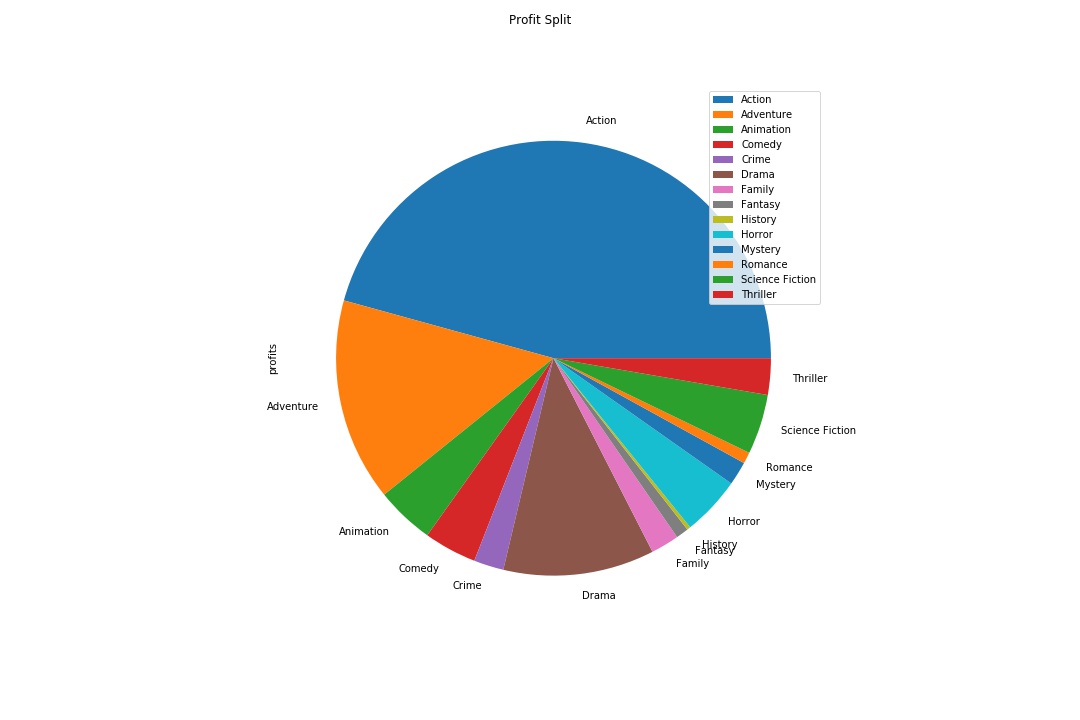 Profit Split
Action
Adventure
Animation
Comedy
Crime
Drama
Family
Fantasy
History
Horror
Mystery
Romance
Science Fiction
Thriller
Action
profits
Adventure
Animation
Comedy
Crime
Drama
Family
Fantasy
History
Horror
Mystery
Romance
Science Fiction
Thriller